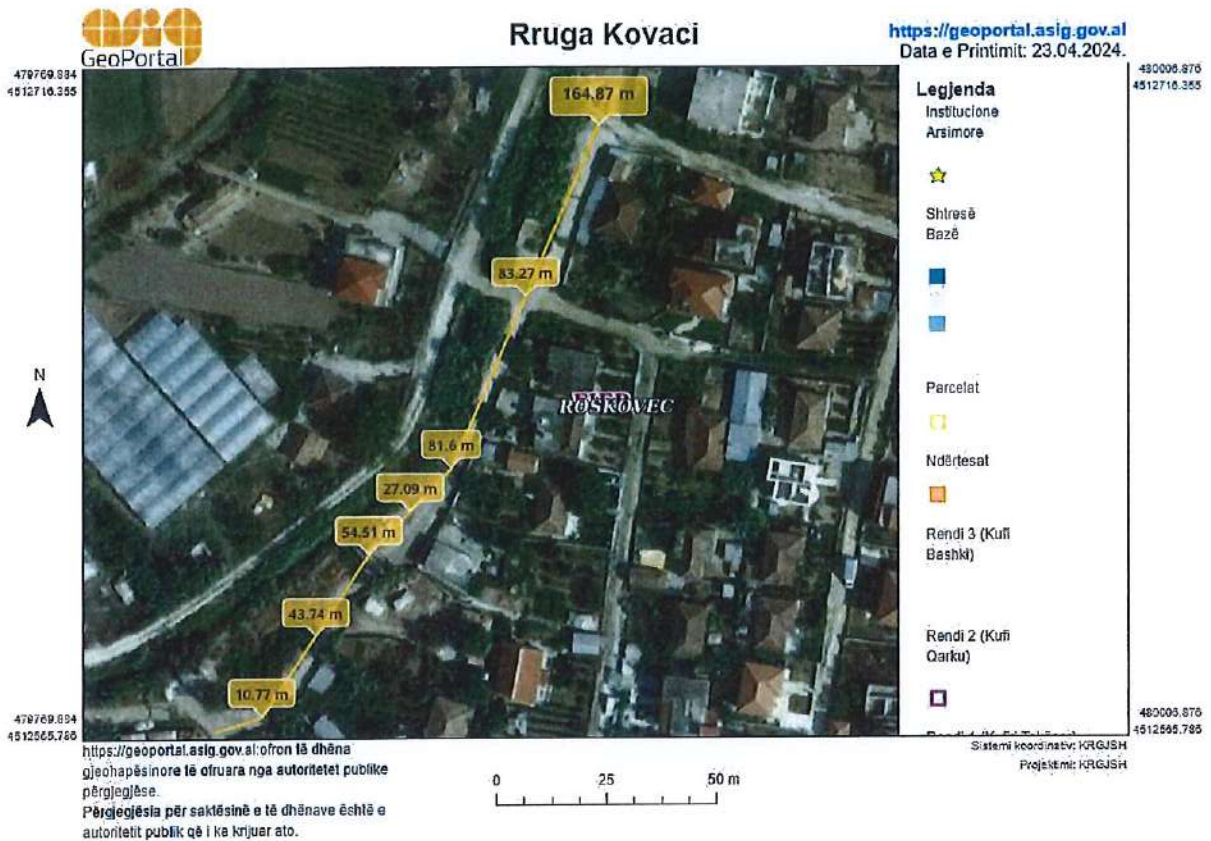 asig
GeoPortal
Rruga Kovaci
https://geoportal.asig.gov.al
Data e Printimit: 23.04.2024.
479769.884
4512716.355
480006.876
4512716.355
Legjenda
Institucione
Arsimore
Shtresë
Bazë
Parcelat
Ndërtesat
Rendi 3 (Kufi
Bashki)
Rendi 2 (Kufi
Qarku)
164.87 m
83.27 m
ROSKOVEC
81.6 m
27.09 m
54.51 m
43.74 m
10.77 m
N
479769.884
4512565.786
480006.876
4512565.786
Sistemi koordinativ: KRGJSH
Projektimi: KRGJSH
https://geoportal.asig.gov.al:ofron të dhëna
gjeohapësinore të ofruara nga autoritetet publike
përgjegjëse.
Përgjegjësia për saktësinë e të dhënave është e
autoritetit publik që i ka krijuar ato.
0 25 50 m